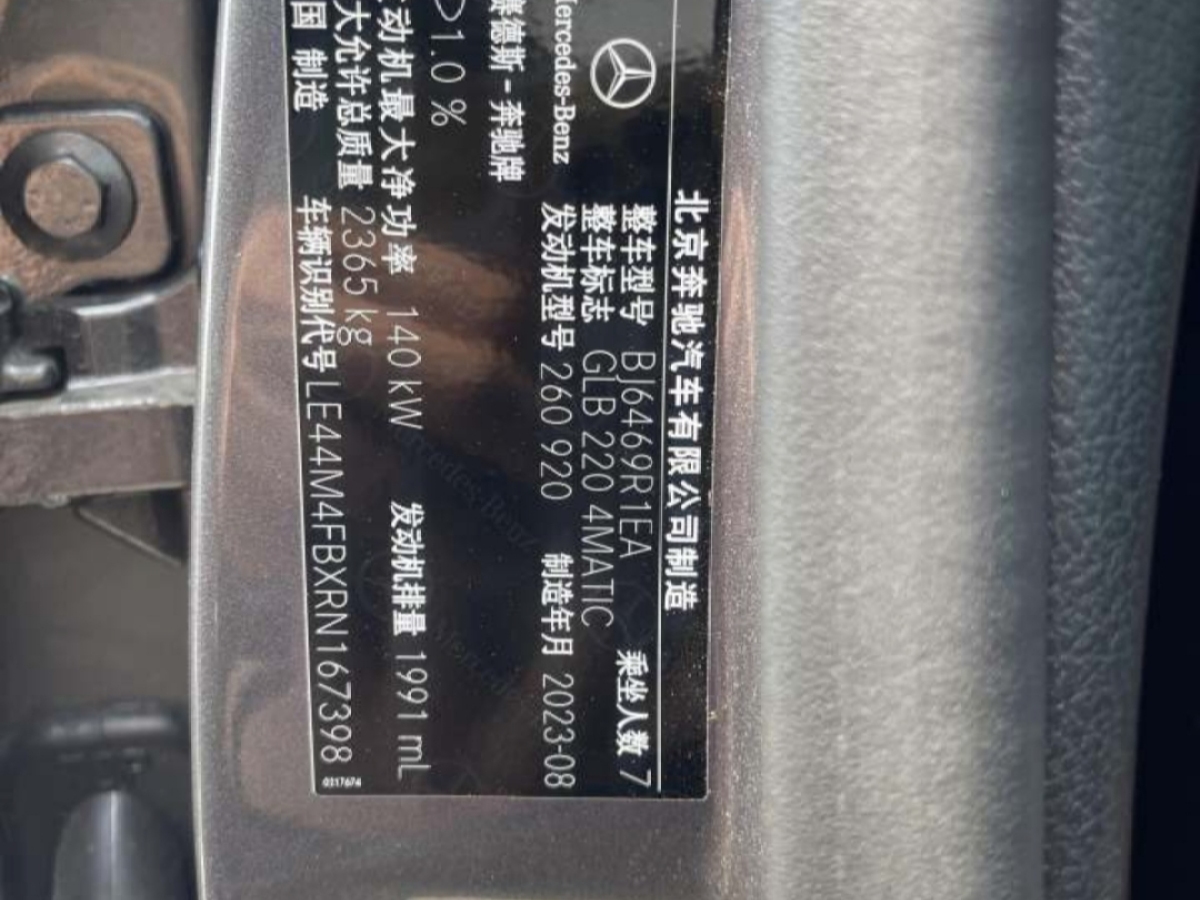 北京奔驰汽车有限公司制造
Mercedes-Benz
整车型号 BJ6469R1EA 乘坐人数 7
整车标志 GLB 220 4MATIC
发动机型号 260 920 制造年月 2023-08
赛德斯-奔驰牌
1.0 %
动机最大净功率 140 kW 发动机排量 1991 mL
大允许总质量 2365 kg
国 制造 车辆识别代号 LE44M4FBXRN167398
0217674